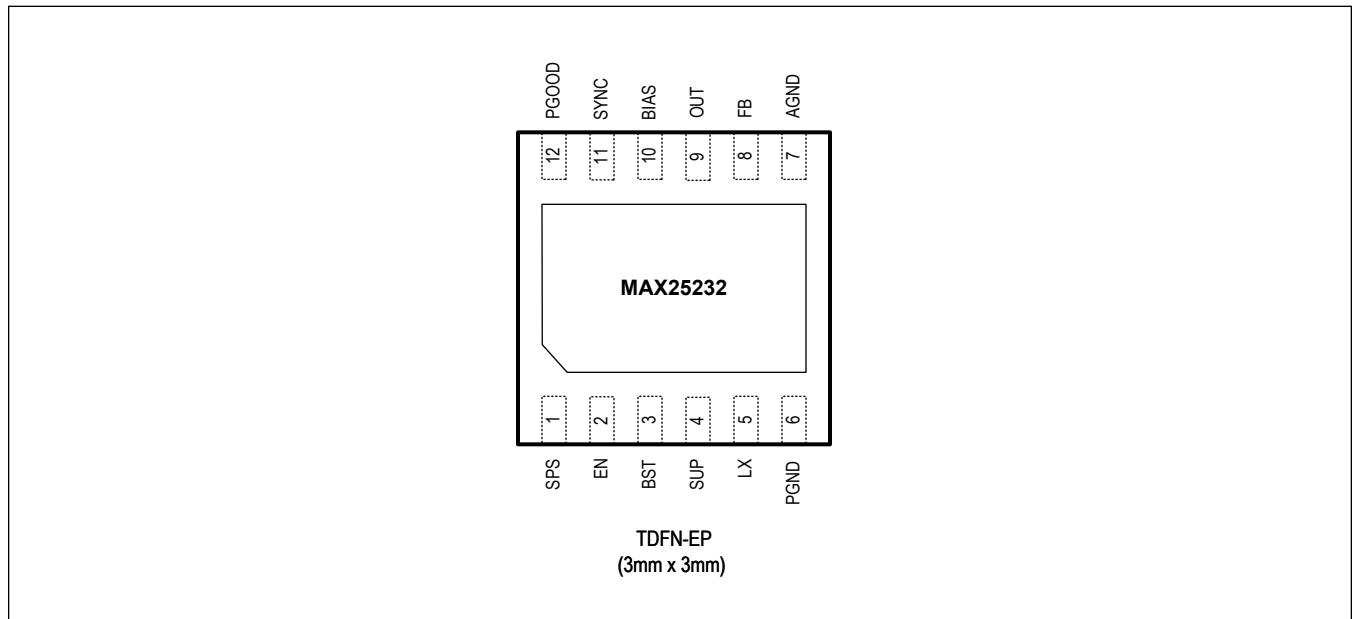 PGOOD SYNC BIAS OUT FB AGND
12 11 10 9 8 7
MAX25232
1 2 3 4 5 6
SPS EN BST SUP LX PGND
TDFN-EP
(3mm x 3mm)